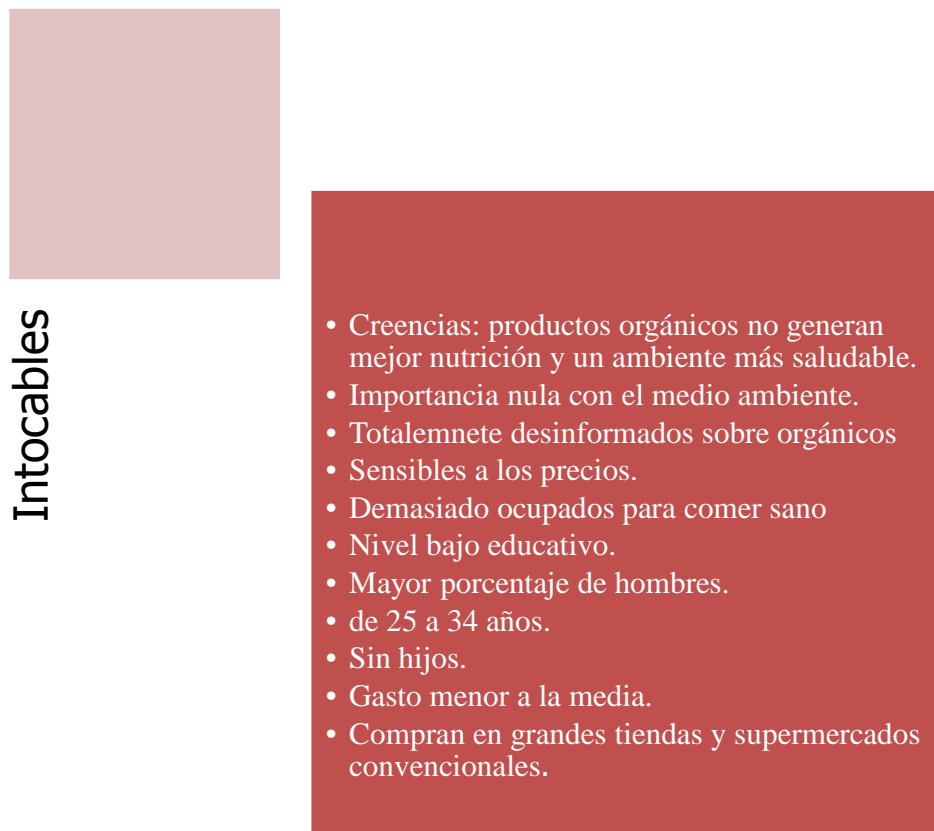 Intocables
• Creencias: productos orgánicos no generan
mejor nutrición y un ambiente más saludable.
• Importancia nula con el medio ambiente.
• Totalemnete desinformados sobre orgánicos
• Sensibles a los precios.
• Demasiado ocupados para comer sano
• Nivel bajo educativo.
• Mayor porcentaje de hombres.
• de 25 a 34 años.
• Sin hijos.
• Gasto menor a la media.
• Compran en grandes tiendas y supermercados
convencionales.